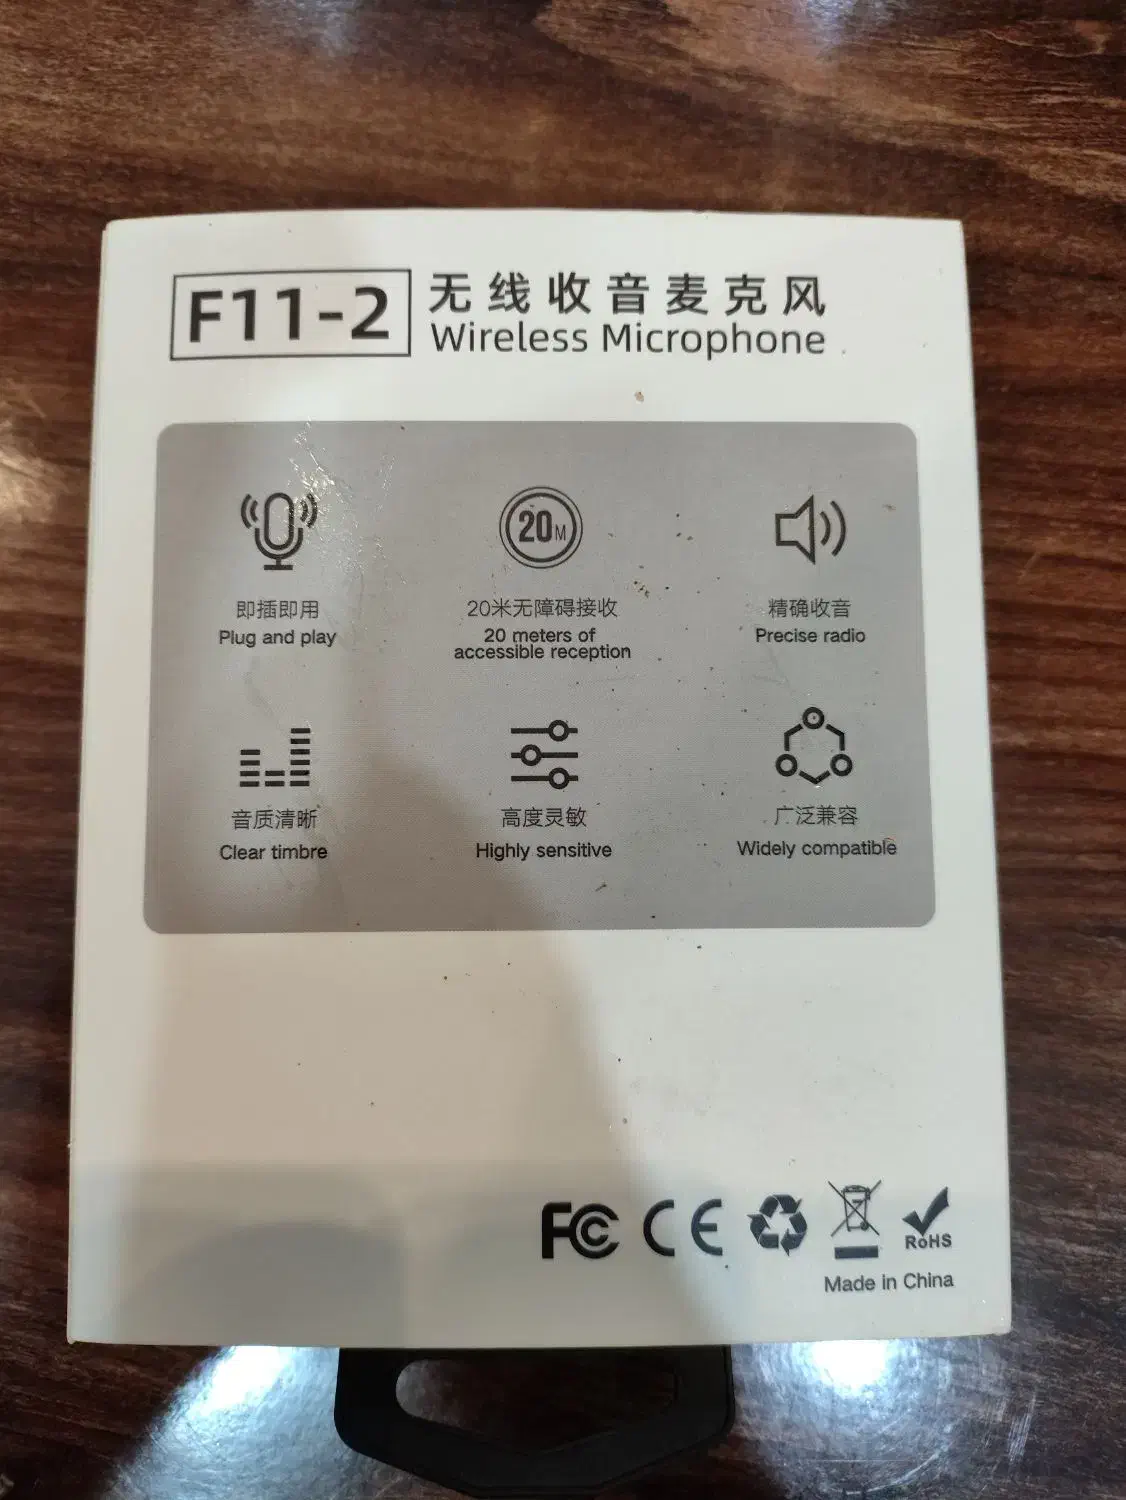 F11-2
无线收音麦克风
Wireless Microphone
20M
即插即用
Plug and play
20米无障碍接收
20 meters of
accessible reception
精确收音
Precise radio
音质清晰
Clear timbre
高度灵敏
Highly sensitive
广泛兼容
Widely compatible
FC CE
RoHS
Made in China